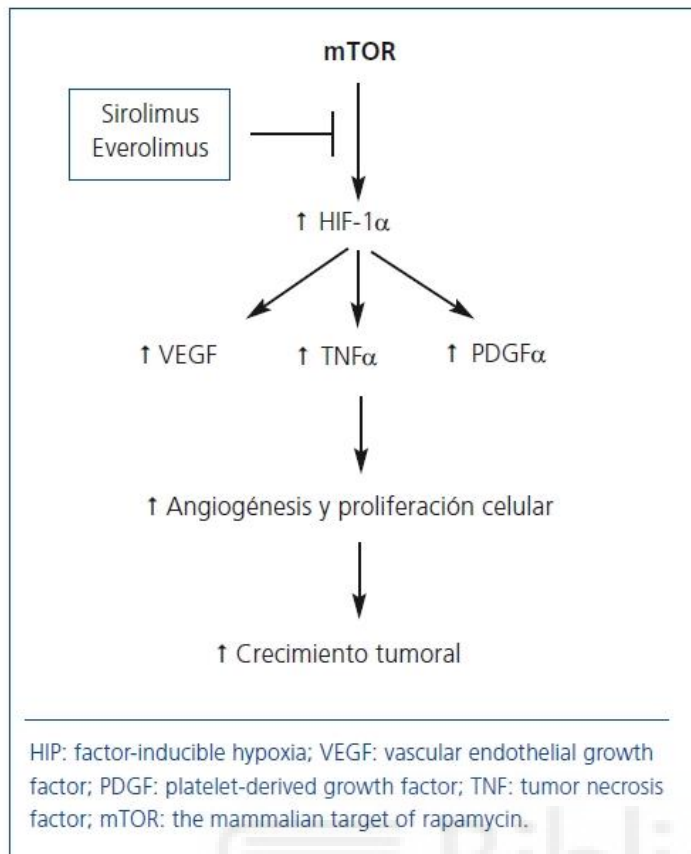 mTOR
Sirolimus
Everolimus
↑ HIF-1α
↑ VEGF ↑ TNFα ↑ PDGFα
↑ Angiogénesis y proliferación celular
↑ Crecimiento tumoral
HIP: factor-inducible hypoxia; VEGF: vascular endothelial growth
factor; PDGF: platelet-derived growth factor; TNF: tumor necrosis
factor; mTOR: the mammalian target of rapamycin.